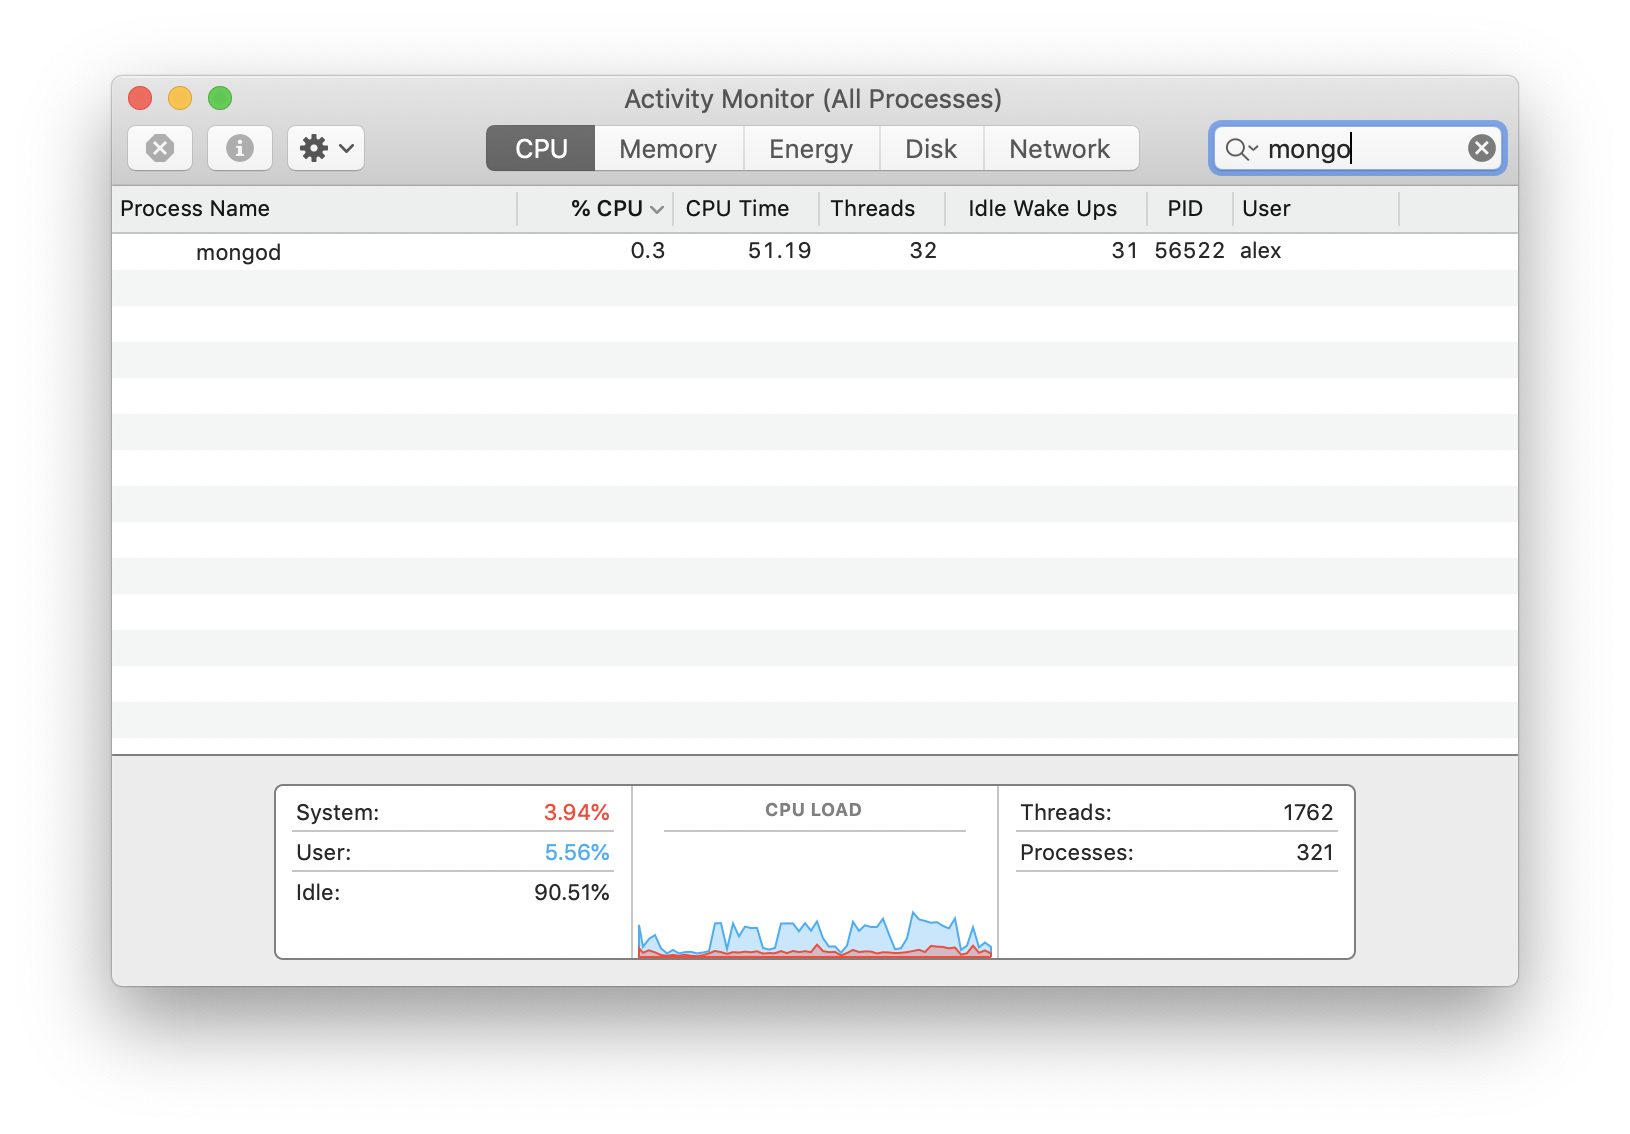 Activity Monitor (All Processes)
CPU Memory Energy Disk Network mongo
Process Name % CPU CPU Time Threads Idle Wake Ups PID User
mongod 0.3 51.19 32 31 56522 alex
System: 3.94%
User: 5.56%
Idle: 90.51%
CPU LOAD
Threads: 1762
Processes: 321